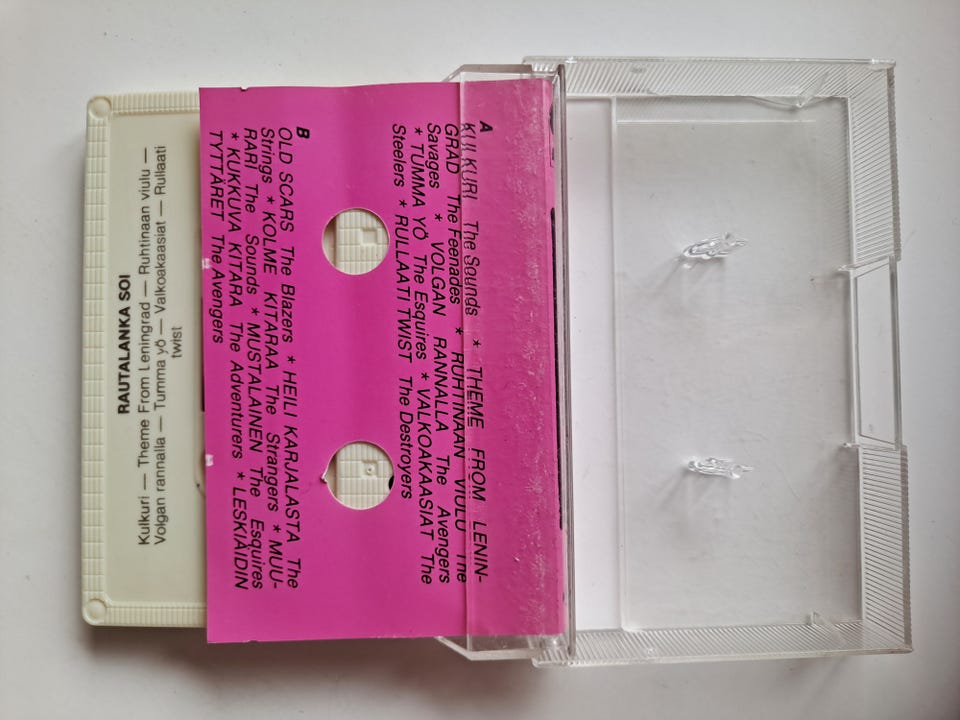 RAUTALANKA SOI
Kulkuri — Theme From Leningrad — Ruhtinaan viulu —
Volgan rannalla — Tumma yö — Valkoakaasiat — Rullaati
twist
A
KULKURI The Sounds * THEME FROM LENIN-
GRAD The Feenades * RUHTINAAN VIULU The
Savages * VOLGAN RANNALLA The Avengers
* TUMMA YÖ The Esquires * VALKOAKAASIAT The
Steelers * RULLAATI TWIST The Destroyers
B
OLD SCARS The Blazers * HEILI KARJALASTA The
Strings * KOLME KITARAA The Strangers * MUU-
RARI The Sounds * MUSTALAINEN The Esquires
* KUKKUVA KITARA The Adventurers * LESKIÄIDIN
TYTTÄRET The Avengers